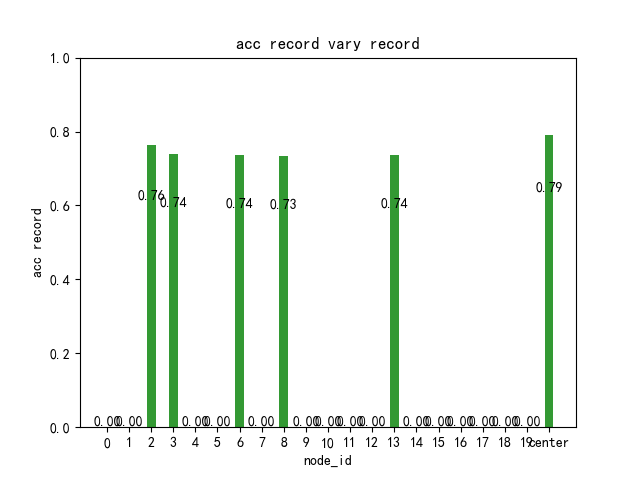 acc record vary record
1.0
0.8
0.6
0.4
0.2
0.0
acc record
0.00 0.00 0.76 0.74 0.00 0.00 0.74 0.00 0.73 0.00 0.00 0.00 0.00 0.74 0.00 0.00 0.00 0.00 0.00 0.00 0.79
0 1 2 3 4 5 6 7 8 9 10 11 12 13 14 15 16 17 18 19 center
node_id